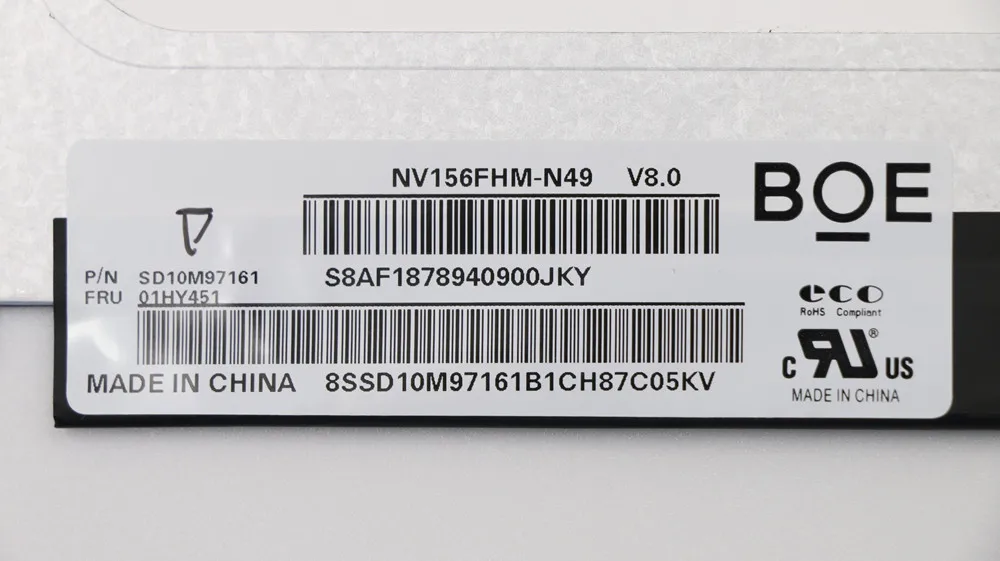 NV156FHM-N49 V8.0
BOE
P/N SD10M97161
S8AF1878940900JKY
FRU 01HY451
eco
RoHS Compliant
MADE IN CHINA
8SSD10M97161B1CH87C05KV
C RU® US
MADE IN CHINA